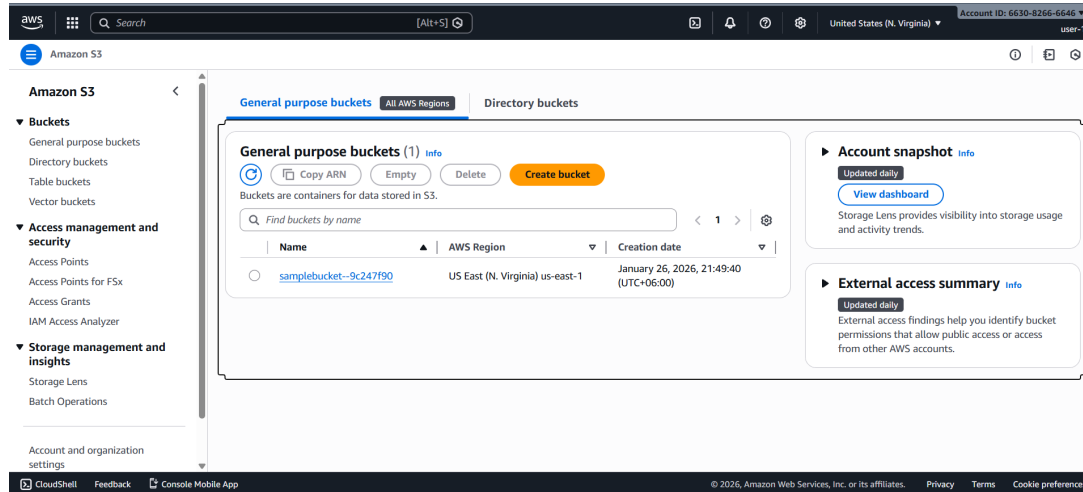 aws
Search [Alt+S]
United States (N. Virginia) ▼
Account ID: 6630-8266-6646 ▼
user-
Amazon S3
Amazon S3
Buckets
General purpose buckets
Directory buckets
Table buckets
Vector buckets
Access management and
security
Access Points
Access Points for FSx
Access Grants
IAM Access Analyzer
Storage management and
insights
Storage Lens
Batch Operations
Account and organization
settings
General purpose buckets All AWS Regions Directory buckets
General purpose buckets (1) Info
Copy ARN Empty Delete Create bucket
Buckets are containers for data stored in S3.
Find buckets by name
1
Name AWS Region Creation date
samplebucket--9c247f90 US East (N. Virginia) us-east-1 January 26, 2026, 21:49:40
(UTC+06:00)
Account snapshot Info
Updated daily
View dashboard
Storage Lens provides visibility into storage usage
and activity trends.
External access summary Info
Updated daily
External access findings help you identify bucket
permissions that allow public access or access
from other AWS accounts.
CloudShell Feedback Console Mobile App © 2026, Amazon Web Services, Inc. or its affiliates. Privacy Terms Cookie preference